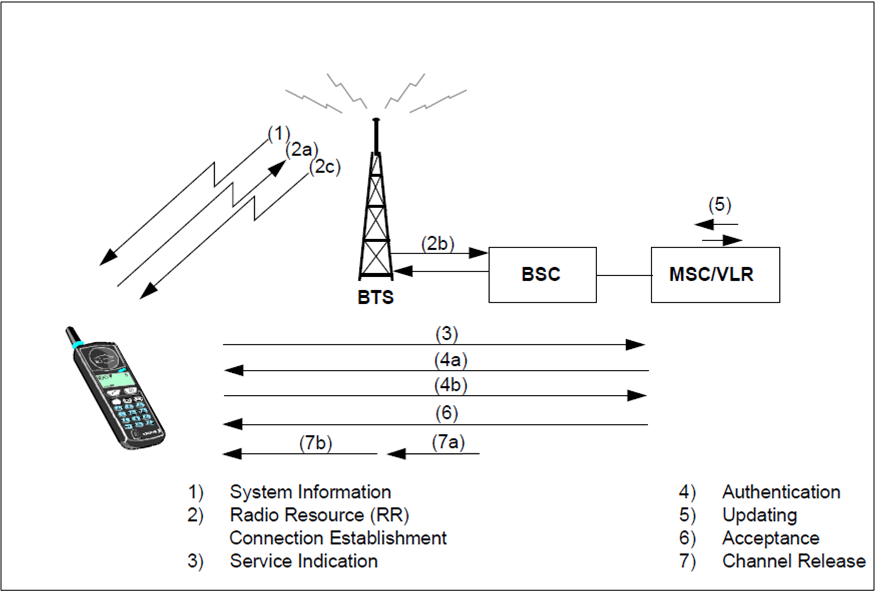 (1)
(2a)
(2c)
(2b)
(5)
BSC
MSC/VLR
BTS
(3)
(4a)
(4b)
(6)
(7b)
(7a)
1) System Information
2) Radio Resource (RR)
Connection Establishment
3) Service Indication
4) Authentication
5) Updating
6) Acceptance
7) Channel Release